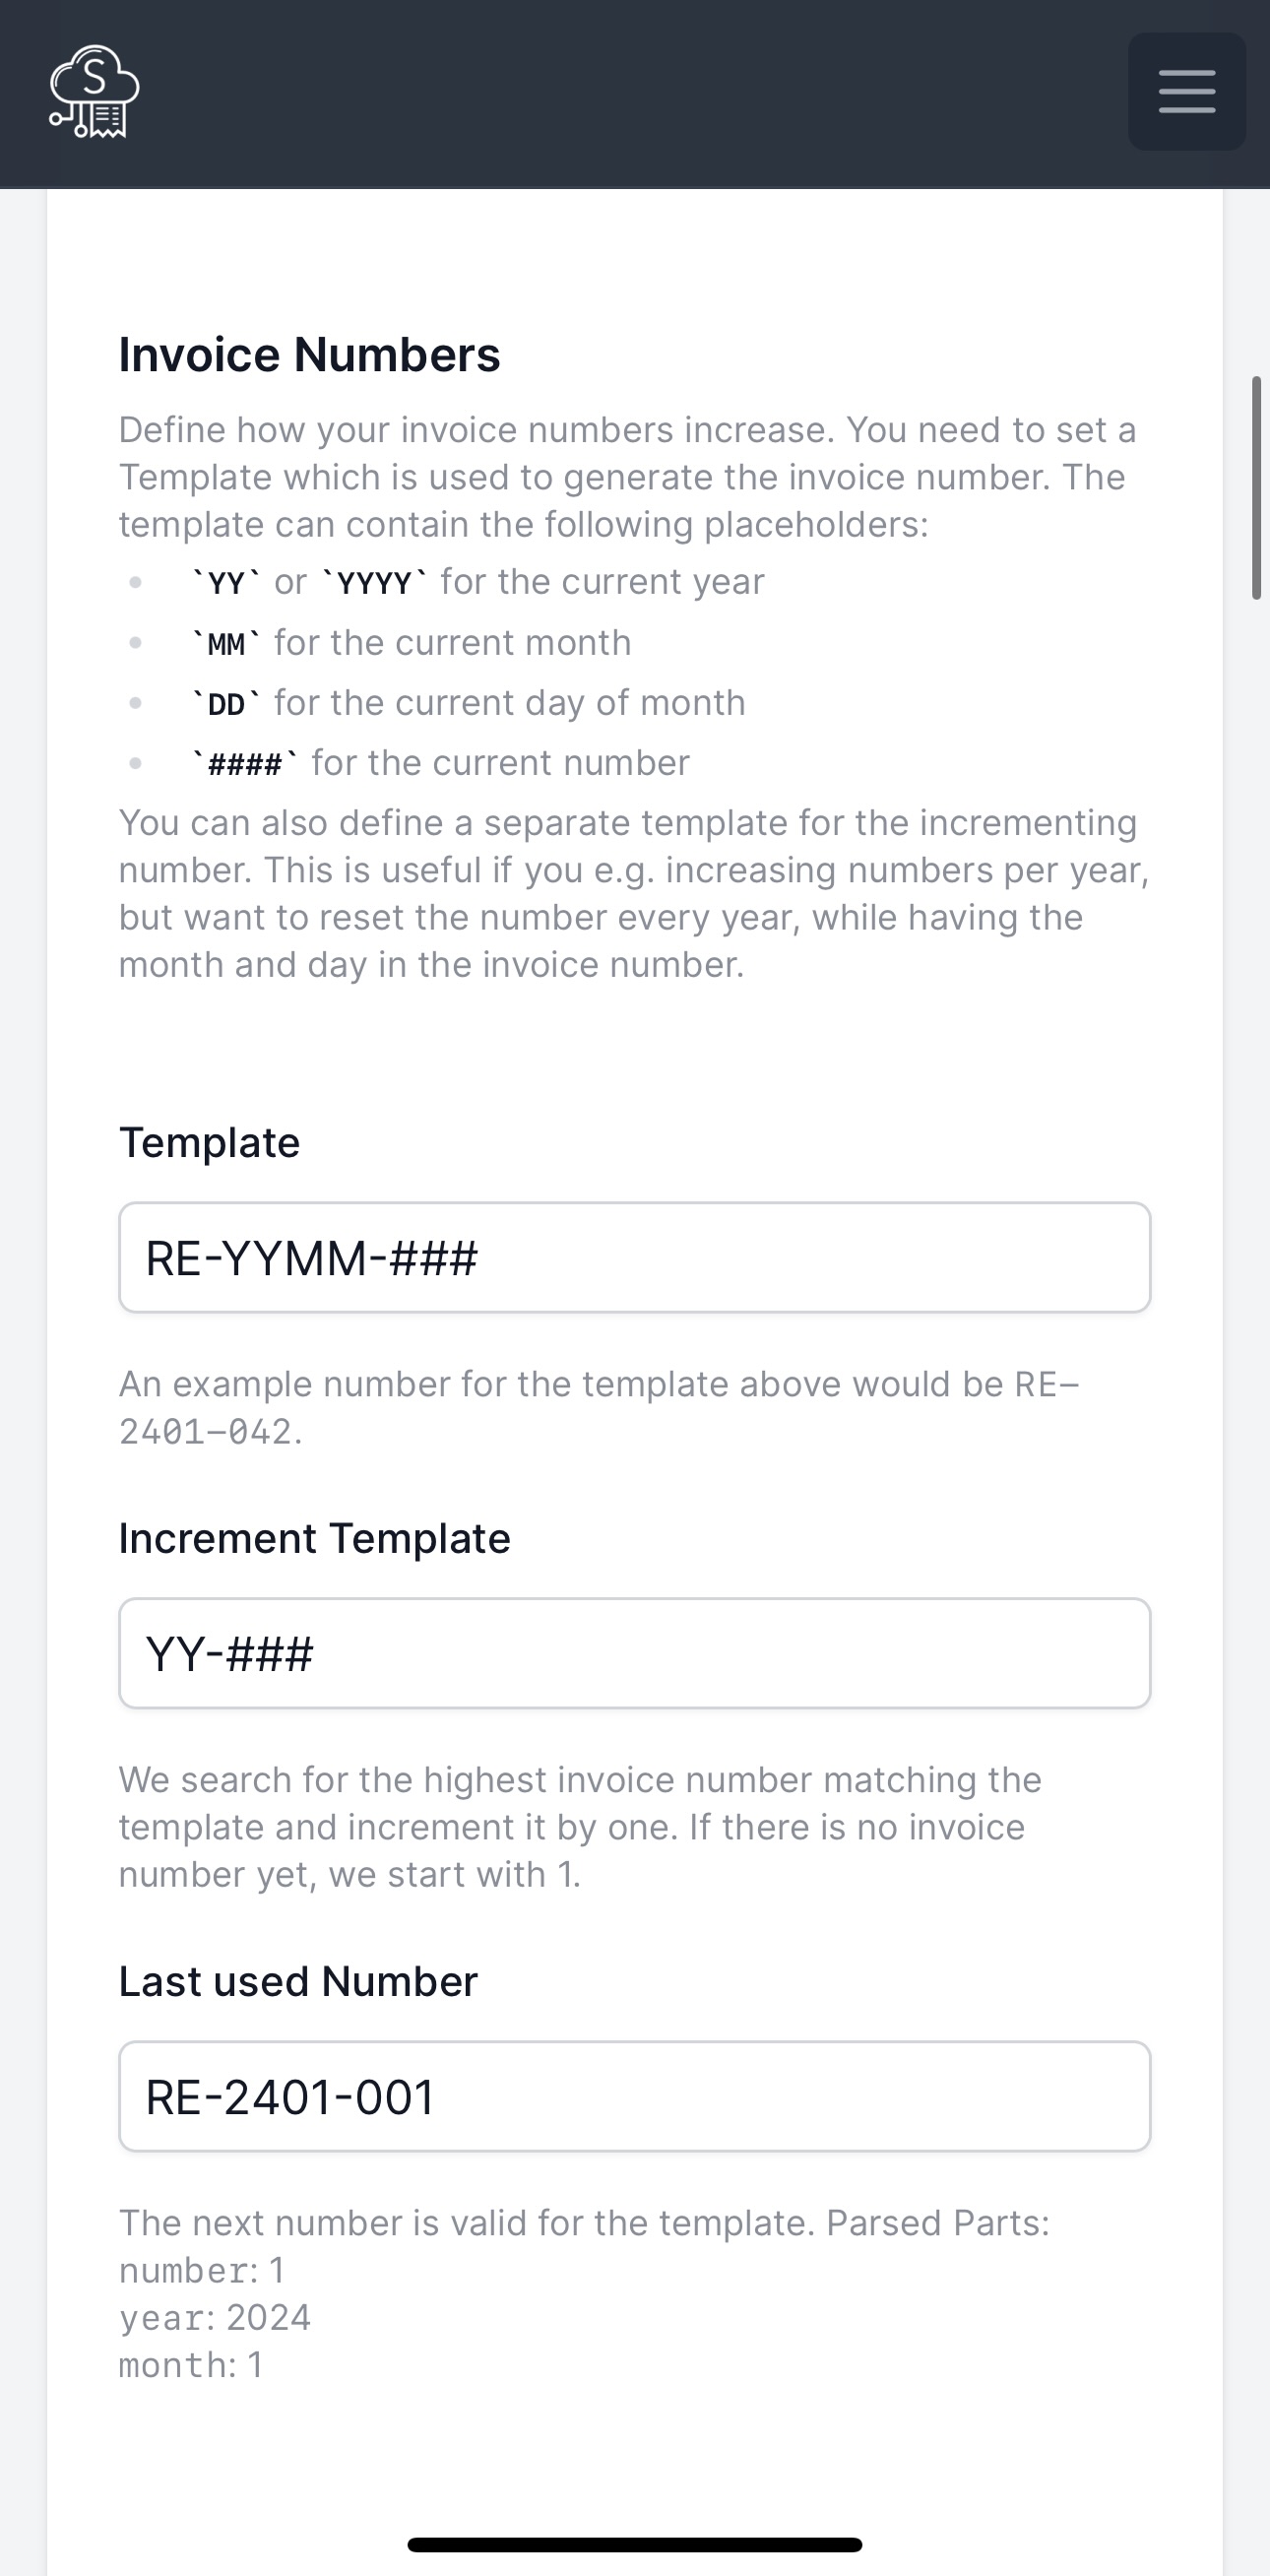 S
Invoice Numbers
Define how your invoice numbers increase. You need to set a
Template which is used to generate the invoice number. The
template can contain the following placeholders:
• `YY` or `YYYY` for the current year
• `MM` for the current month
• `DD` for the current day of month
• `####` for the current number
You can also define a separate template for the incrementing
number. This is useful if you e.g. increasing numbers per year,
but want to reset the number every year, while having the
month and day in the invoice number.
Template
RE-YYMM-###
An example number for the template above would be RE-
2401-042.
Increment Template
YY-###
We search for the highest invoice number matching the
template and increment it by one. If there is no invoice
number yet, we start with 1.
Last used Number
RE-2401-001
The next number is valid for the template. Parsed Parts:
number: 1
year: 2024
month: 1